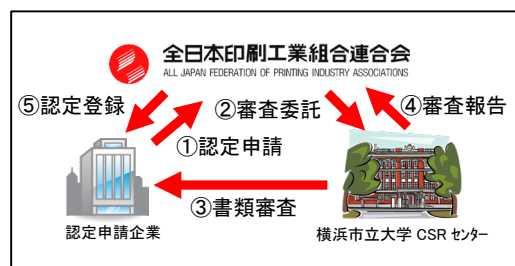 全日本印刷工業組合連合会
ALL JAPAN FEDERATION OF PRINTING INDUSTRY ASSOCIATIONS
⑤認定登録
②審査委託
④審査報告
①認定申請
③書類審査
認定申請企業
横浜市立大学 CSR センター